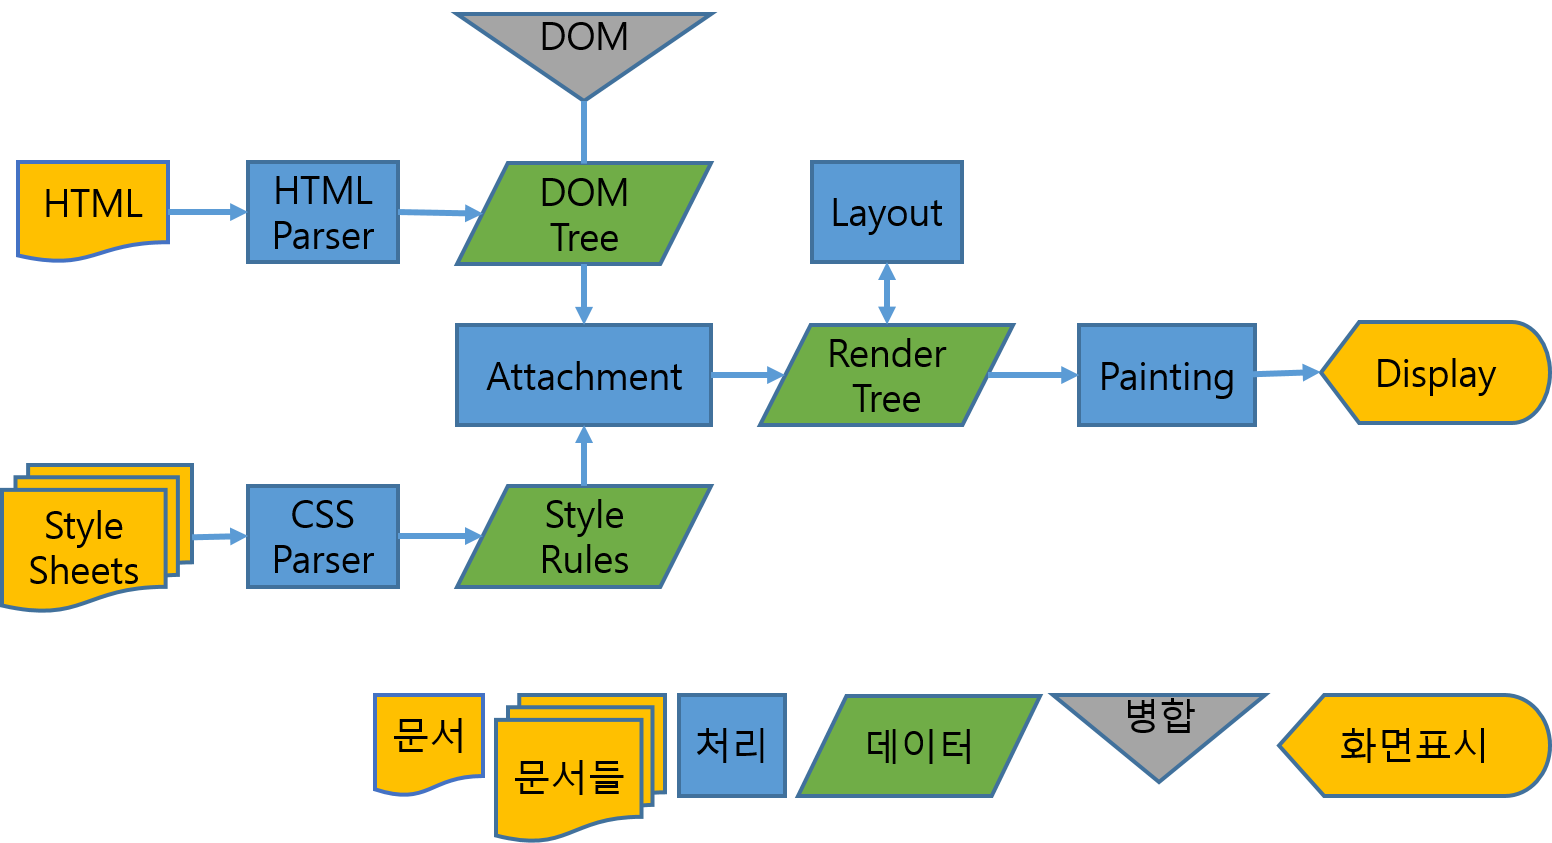 DOM
HTML
HTML
Parser
DOM
Tree
Layout
Attachment
Render
Tree
Painting
Display
Style
Sheets
CSS
Parser
Style
Rules
문서
문서들
처리
데이터
병합
화면표시